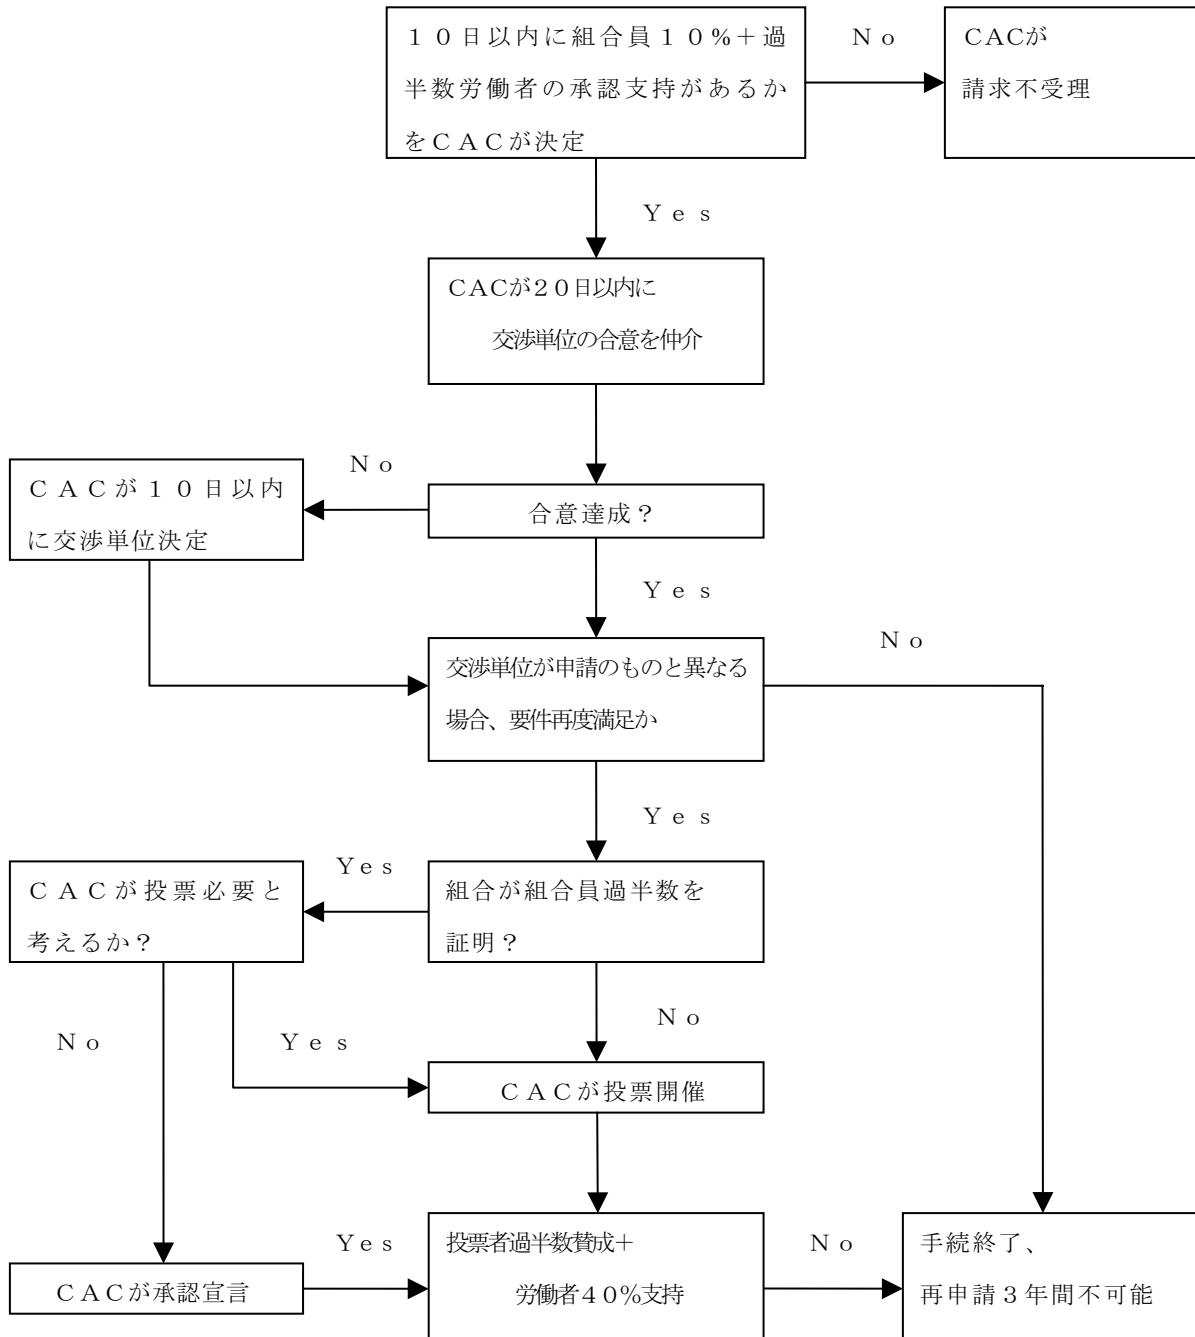 １０日以内に組合員１０%＋過
半数労働者の承認支持があるか
をＣＡＣが決定
Ｎｏ
CACが
請求不受理
Ｙｅｓ
ＣＡＣが２０日以内に
交渉単位の合意を仲介
Ｎｏ
ＣＡＣが１０日以内
に交渉単位決定
合意達成？
Ｙｅｓ
Ｎｏ
交渉単位が申請のものと異なる
場合、要件再度満足か
Ｙｅｓ
Ｙｅｓ
ＣＡＣが投票必要と
考えるか？
組合が組合員過半数を
証明？
Ｎｏ
Ｎｏ
Ｙｅｓ
ＣＡＣが投票開催
Ｙｅｓ
投票者過半数賛成＋
労働者４０%支持
Ｎｏ
手続終了、
再申請３年間不可能
ＣＡＣが承認宣言